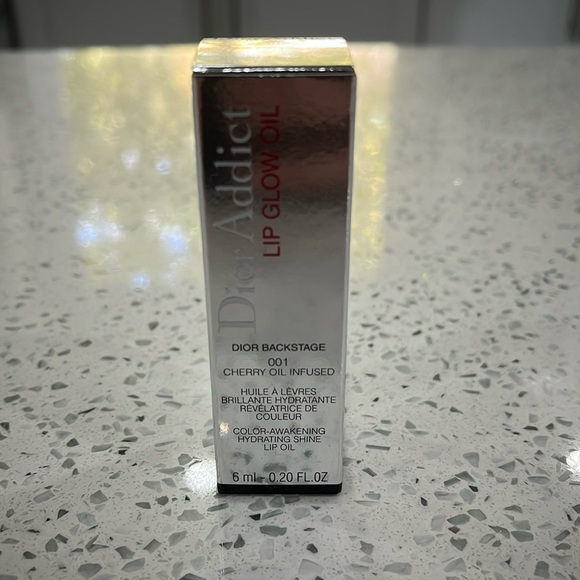 Dior Addict
LIP GLOW OIL
DIOR BACKSTAGE
001
CHERRY OIL INFUSED
HUILE À LÈVRES
BRILLANTE HYDRATANTE
RÉVÉLATRICE DE
COULEUR
COLOR-AWAKENING
HYDRATING SHINE
LIP OIL
6 ml - 0.20 FL.OZ